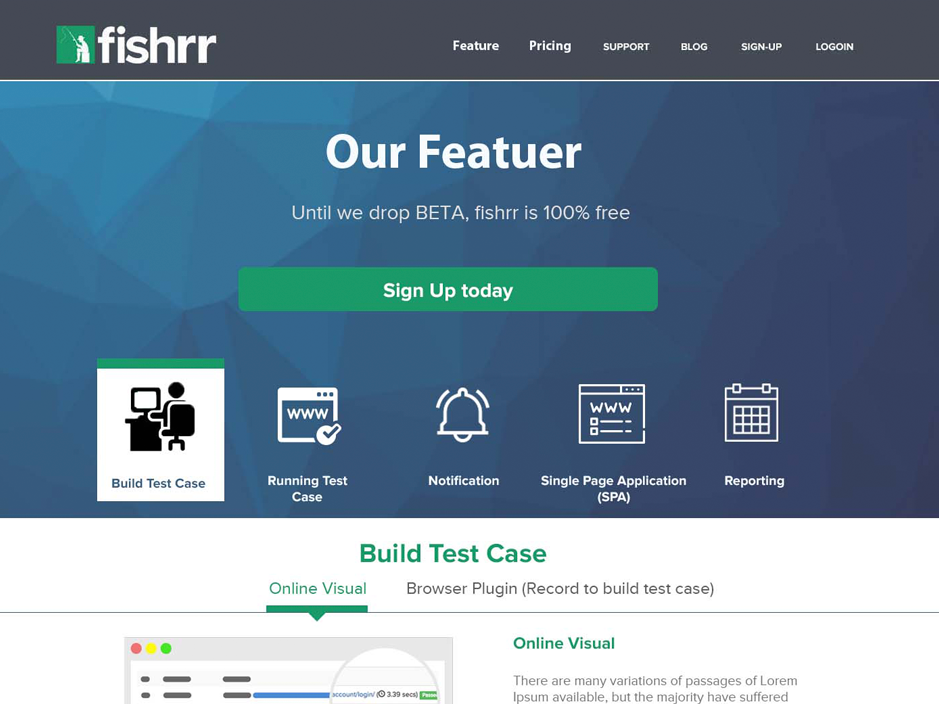 fishrr
Feature Pricing SUPPORT BLOG SIGN-UP LOGOIN
Our Featuer
Until we drop BETA, fishrr is 100% free
Sign Up today
WWW
WWW
Build Test Case
Running Test
Case
Notification
Single Page Application
(SPA)
Reporting
Build Test Case
Online Visual
Browser Plugin (Record to build test case)
account/login/ (3.39 secs)
Online Visual
There are many variations of passages of Lorem
Ipsum available, but the majority have suffered